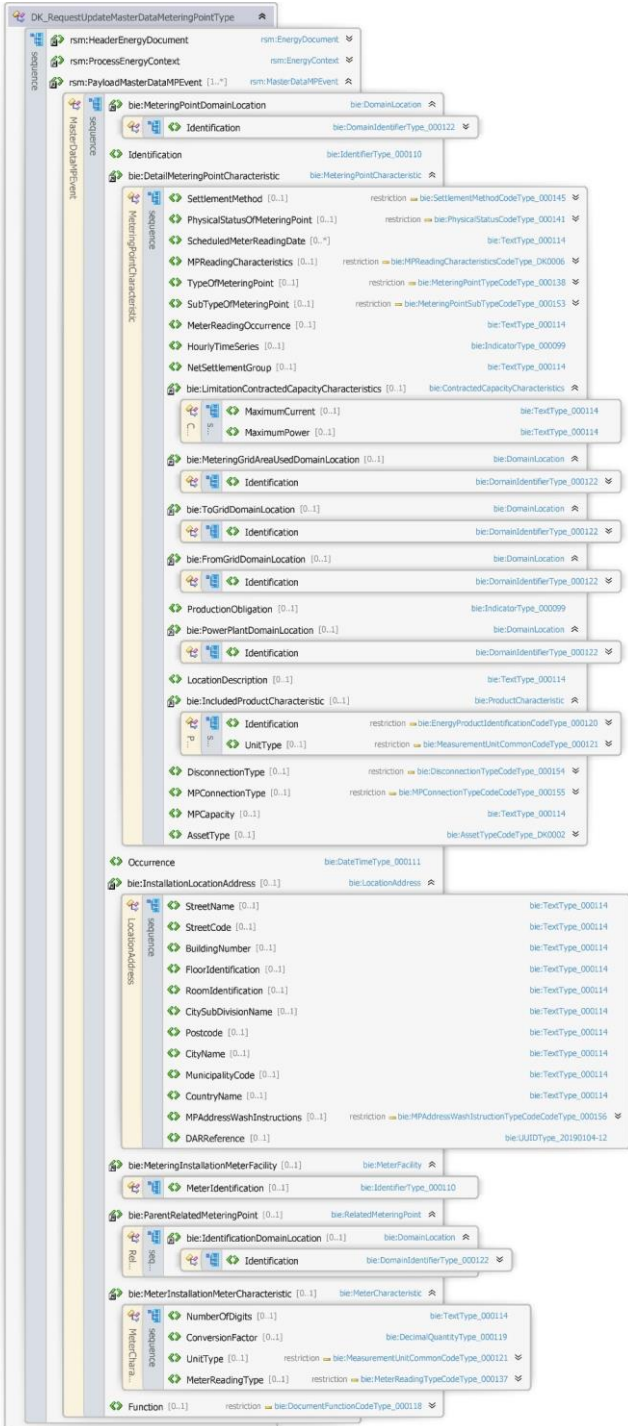 DK_RequestUpdateMasterDataMeteringPointType
sequence
rsm:HeaderEnergyDocument rsm:EnergyDocument
rsm:ProcessEnergyContext rsm:EnergyContext
rsm:PayloadMasterDataMPEvent [1..*] rsm:MasterDataMPEvent
MasterDataMPEvent
sequence
bie:MeteringPointDomainLocation bie:DomainLocation
Identification bie:DomainIdentifierType_000122
Identification bie:IdentifierType_000110
bie:DetailMeteringPointCharacteristic bie:MeteringPointCharacteristic
MeteringPointCharacteristic
sequence
SettlementMethod [0..1] restriction bie:SettlementMethodCodeType_000145
PhysicalStatusOfMeteringPoint [0..1] restriction bie:PhysicalStatusCodeType_000141
ScheduledMeterReadingDate [0..*] bie:TextType_000114
MPReadingCharacteristics [0..1] restriction bie:MPReadingCharacteristicsCodeType_DK0006
TypeOfMeteringPoint [0..1] restriction bie:MeteringPointTypeCodeType_000138
SubTypeOfMeteringPoint [0..1] restriction bie:MeteringPointSubTypeCodeType_000153
MeterReadingOccurrence [0..1] bie:TextType_000114
HourlyTimeSeries [0..1] bie:IndicatorType_000099
NetSettlementGroup [0..1] bie:TextType_000114
bie:LimitationContractedCapacityCharacteristics [0..1] bie:ContractedCapacityCharacteristics
C...
s...
MaximumCurrent [0..1] bie:TextType_000114
MaximumPower [0..1] bie:TextType_000114
bie:MeteringGridAreaUsedDomainLocation [0..1] bie:DomainLocation
Identification bie:DomainIdentifierType_000122
bie:ToGridDomainLocation [0..1] bie:DomainLocation
Identification bie:DomainIdentifierType_000122
bie:FromGridDomainLocation [0..1] bie:DomainLocation
Identification bie:DomainIdentifierType_000122
ProductionObligation [0..1] bie:IndicatorType_000099
bie:PowerPlantDomainLocation [0..1] bie:DomainLocation
Identification bie:DomainIdentifierType_000122
LocationDescription [0..1] bie:TextType_000114
bie:IncludedProductCharacteristic [0..1] bie:ProductCharacteristic
P...
s...
Identification restriction bie:EnergyProductIdentificationCodeType_000120
UnitType [0..1] restriction bie:MeasurementUnitCommonCodeType_000121
DisconnectionType [0..1] restriction bie:DisconnectionTypeCodeType_000154
MPConnectionType [0..1] restriction bie:MPConnectionTypeCodeCodeType_000155
MPCapacity [0..1] bie:TextType_000114
AssetType [0..1] bie:AssetTypeCodeType_DK0002
Occurrence bie:DateTimeType_000111
bie:InstallationLocationAddress [0..1] bie:LocationAddress
LocationAddress
sequence
StreetName [0..1] bie:TextType_000114
StreetCode [0..1] bie:TextType_000114
BuildingNumber [0..1] bie:TextType_000114
FloorIdentification [0..1] bie:TextType_000114
RoomIdentification [0..1] bie:TextType_000114
CitySubDivisionName [0..1] bie:TextType_000114
Postcode [0..1] bie:TextType_000114
CityName [0..1] bie:TextType_000114
MunicipalityCode [0..1] bie:TextType_000114
CountryName [0..1] bie:TextType_000114
MPAddressWashInstructions [0..1] restriction bie:MPAddressWashIstructionTypeCodeCodeType_000156
DARReference [0..1] bie:UUIDType_20190104-12
bie:MeteringInstallationMeterFacility [0..1] bie:MeterFacility
MeterIdentification [0..1] bie:IdentifierType_000110
bie:ParentRelatedMeteringPoint [0..1] bie:RelatedMeteringPoint
Rel...
seq...
bie:IdentificationDomainLocation [0..1] bie:DomainLocation
Identification bie:DomainIdentifierType_000122
bie:MeterInstallationMeterCharacteristic [0..1] bie:MeterCharacteristic
MeterChara...
sequence
NumberOfDigits [0..1] bie:TextType_000114
ConversionFactor [0..1] bie:DecimalQuantityType_000119
UnitType [0..1] restriction bie:MeasurementUnitCommonCodeType_000121
MeterReadingType [0..1] restriction bie:MeterReadingTypeCodeType_000137
Function [0..1] restriction bie:DocumentFunctionCodeType_000118